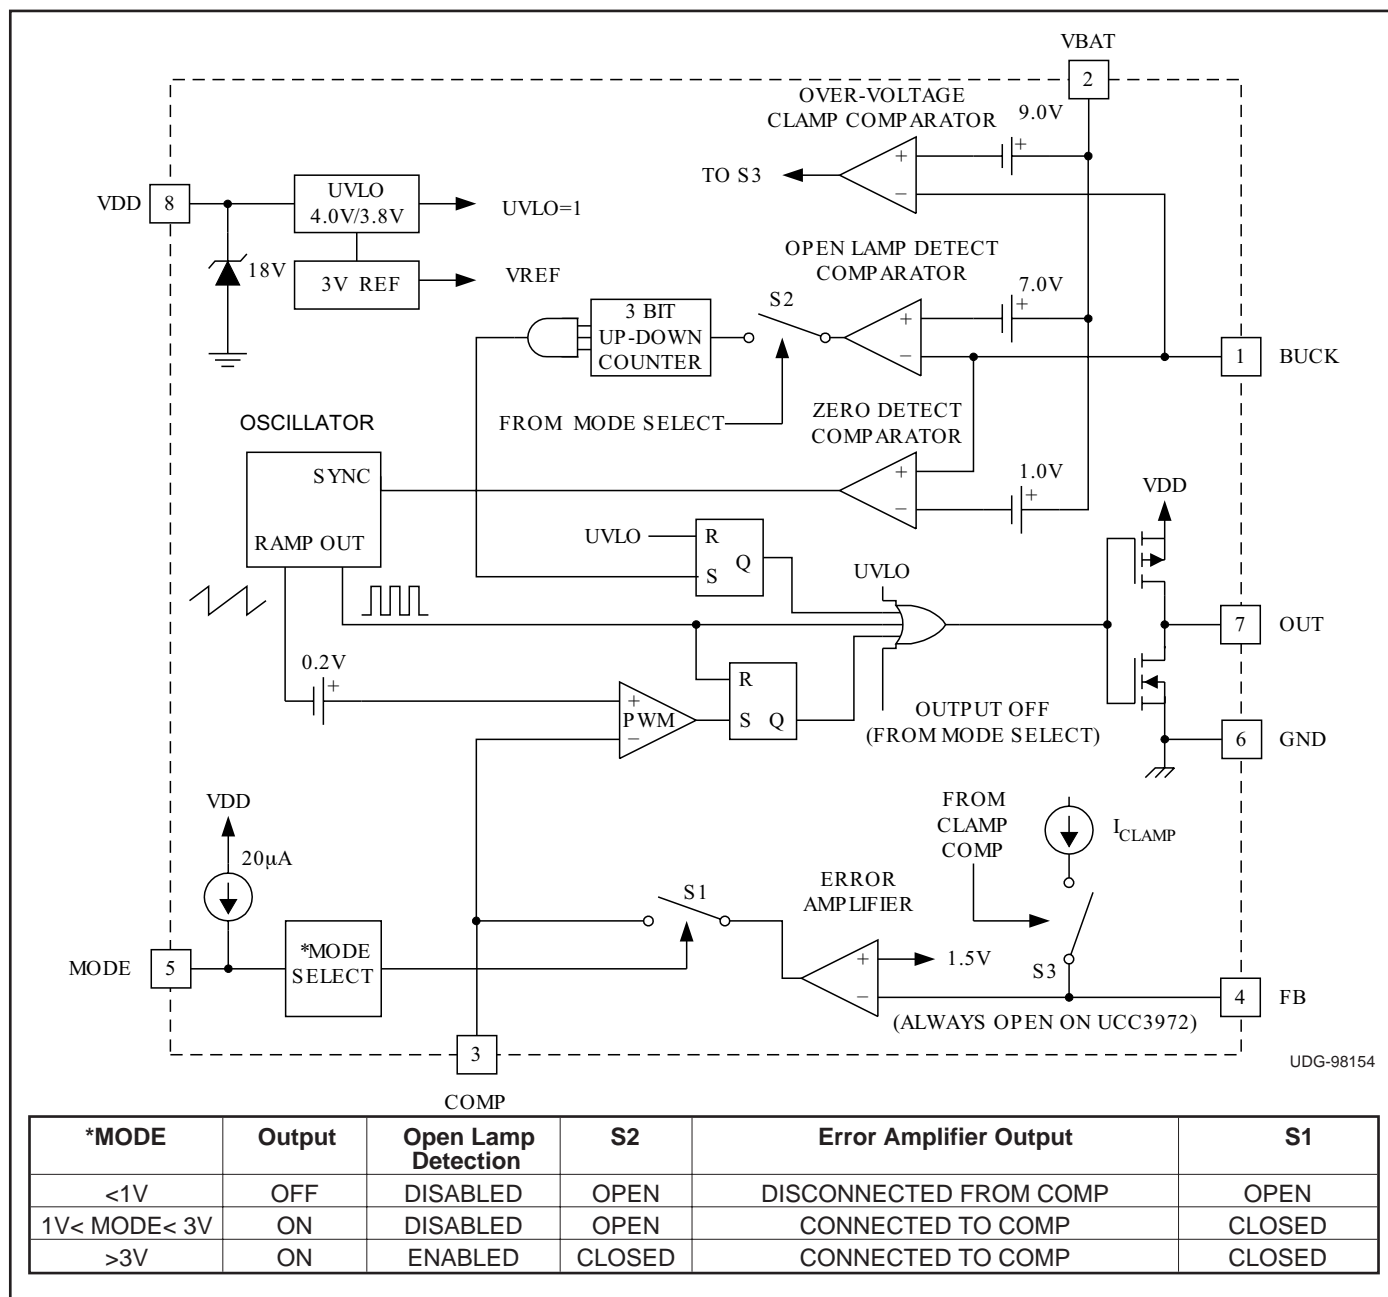 VBAT
2
OVER-VOLTAGE
CLAMP COMPARATOR
9.0V
+
+
−
TO S3
VDD
8
UVLO
4.0V/3.8V
UVLO=1
18V
3V REF
VREF
OPEN LAMP DETECT
COMPARATOR
7.0V
+
S2
+
−
3 BIT
UP-DOWN
COUNTER
1
BUCK
FROM MODE SELECT
ZERO DETECT
COMPARATOR
OSCILLATOR
SYNC
RAMP OUT
+
−
1.0V
+
VDD
UVLO
R
S
Q
UVLO
7
OUT
0.2V
+
+
PWM
−
R
S
Q
OUTPUT OFF
(FROM MODE SELECT)
6
GND
VDD
20µA
FROM
CLAMP
COMP
ICLAMP
S1
ERROR
AMPLIFIER
MODE
5
*MODE
SELECT
+
−
1.5V
S3
4
FB
(ALWAYS OPEN ON UCC3972)
3
COMP
UDG-98154
*MODE Output Open Lamp Detection S2 Error Amplifier Output S1
<1V OFF DISABLED OPEN DISCONNECTED FROM COMP OPEN
1V< MODE< 3V ON DISABLED OPEN CONNECTED TO COMP CLOSED
>3V ON ENABLED CLOSED CONNECTED TO COMP CLOSED